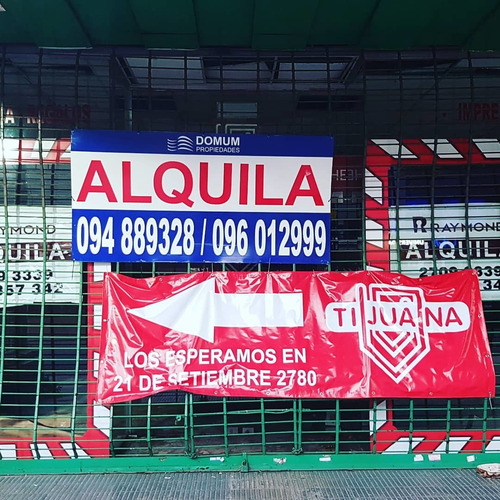 DOMUM
PROPIEDADES
ALQUILA
094 889328 / 096 012999
RAYMOND
ALQUILA
TIJUANA
LOS ESPERAMOS EN
21 DE SETIEMBRE 2780